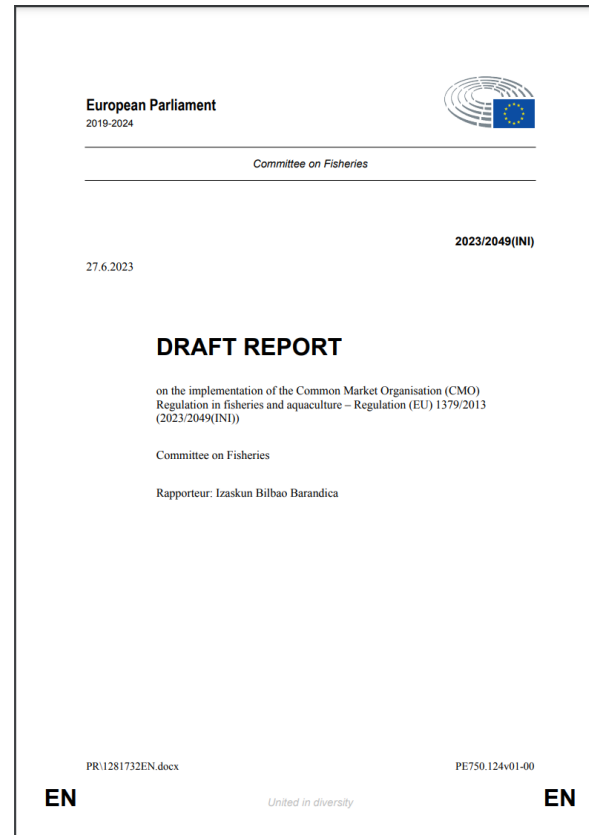 European Parliament
2019-2024
Committee on Fisheries
2023/2049(INI)
27.6.2023
DRAFT REPORT
on the implementation of the Common Market Organisation (CMO)
Regulation in fisheries and aquaculture – Regulation (EU) 1379/2013
(2023/2049(INI))
Committee on Fisheries
Rapporteur: Izaskun Bilbao Barandica
PR\1281732EN.docx PE750.124v01-00
EN United in diversity EN